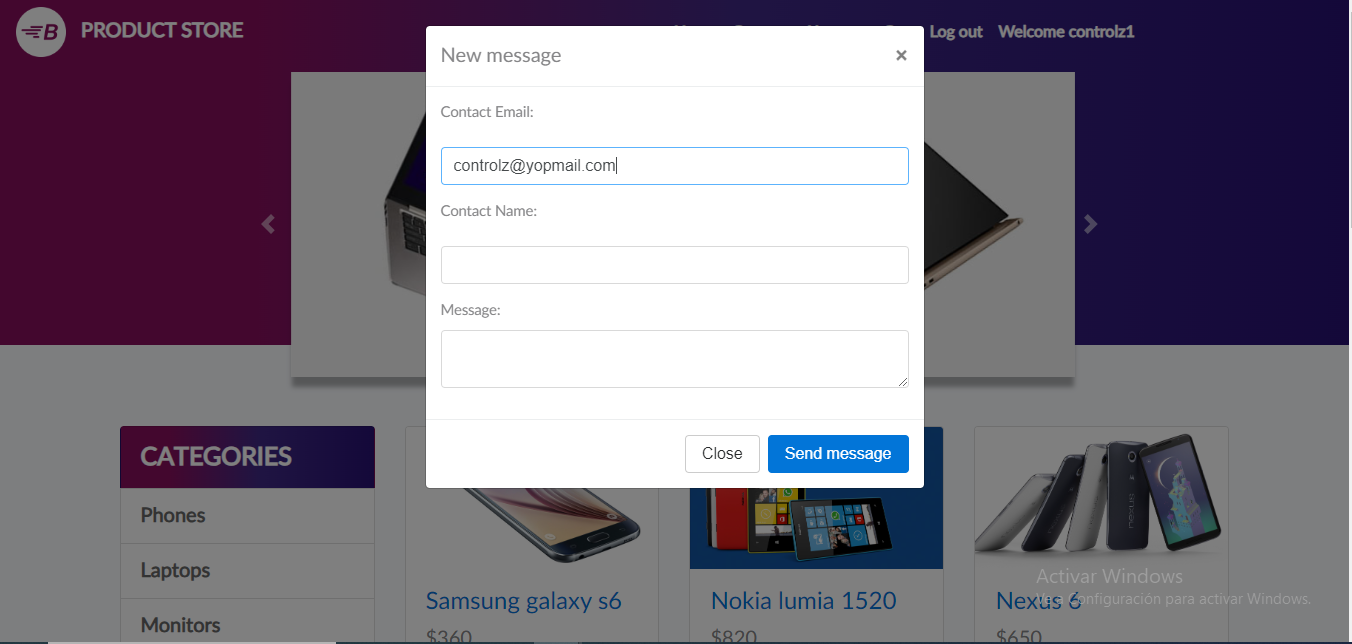 B PRODUCT STORE
Log out Welcome controlz1
New message ×
Contact Email:
controlz@yopmail.com
Contact Name:
Message:
Close Send message
CATEGORIES
Phones
Laptops
Monitors
Samsung galaxy s6
$360
Nokia lumia 1520
$820
Nexus 6
$650
nexus
Activar Windows
Ve a Configuración para activar Windows.